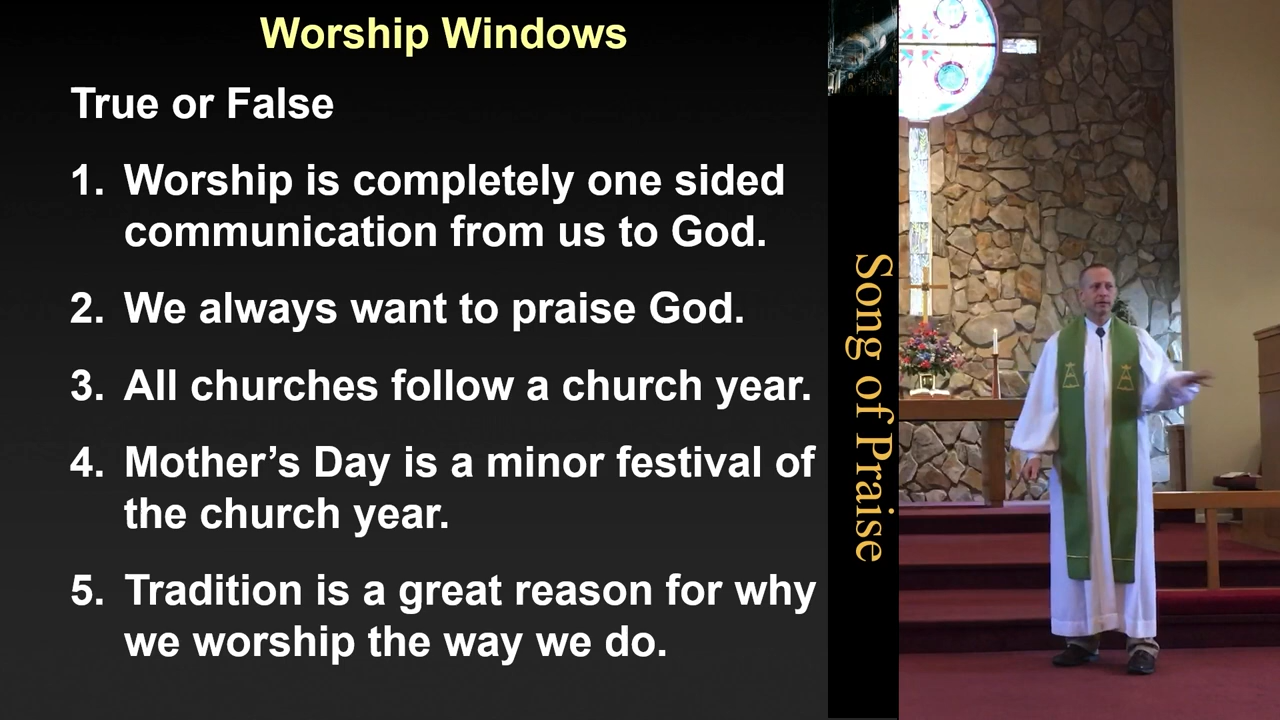 Worship Windows
True or False
1. Worship is completely one sided
communication from us to God.
2. We always want to praise God.
3. All churches follow a church year.
4. Mother’s Day is a minor festival of
the church year.
5. Tradition is a great reason for why
we worship the way we do.
Song of Praise